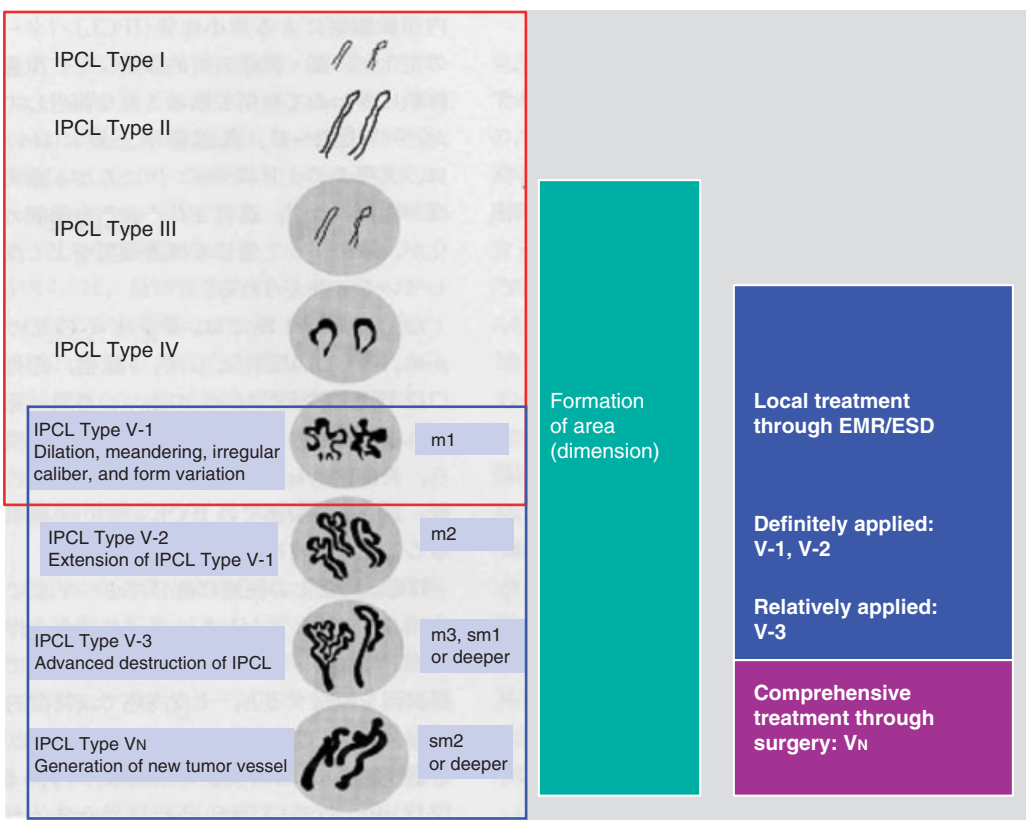 IPCL Type I
IPCL Type II
IPCL Type III
IPCL Type IV
IPCL Type V-1
Dilation, meandering, irregular
caliber, and form variation
m1
IPCL Type V-2
Extension of IPCL Type V-1
m2
IPCL Type V-3
Advanced destruction of IPCL
m3, sm1
or deeper
IPCL Type VN
Generation of new tumor vessel
sm2
or deeper
Formation
of area
(dimension)
Local treatment
through EMR/ESD
Definitely applied:
V-1, V-2
Relatively applied:
V-3
Comprehensive
treatment through
surgery: VN